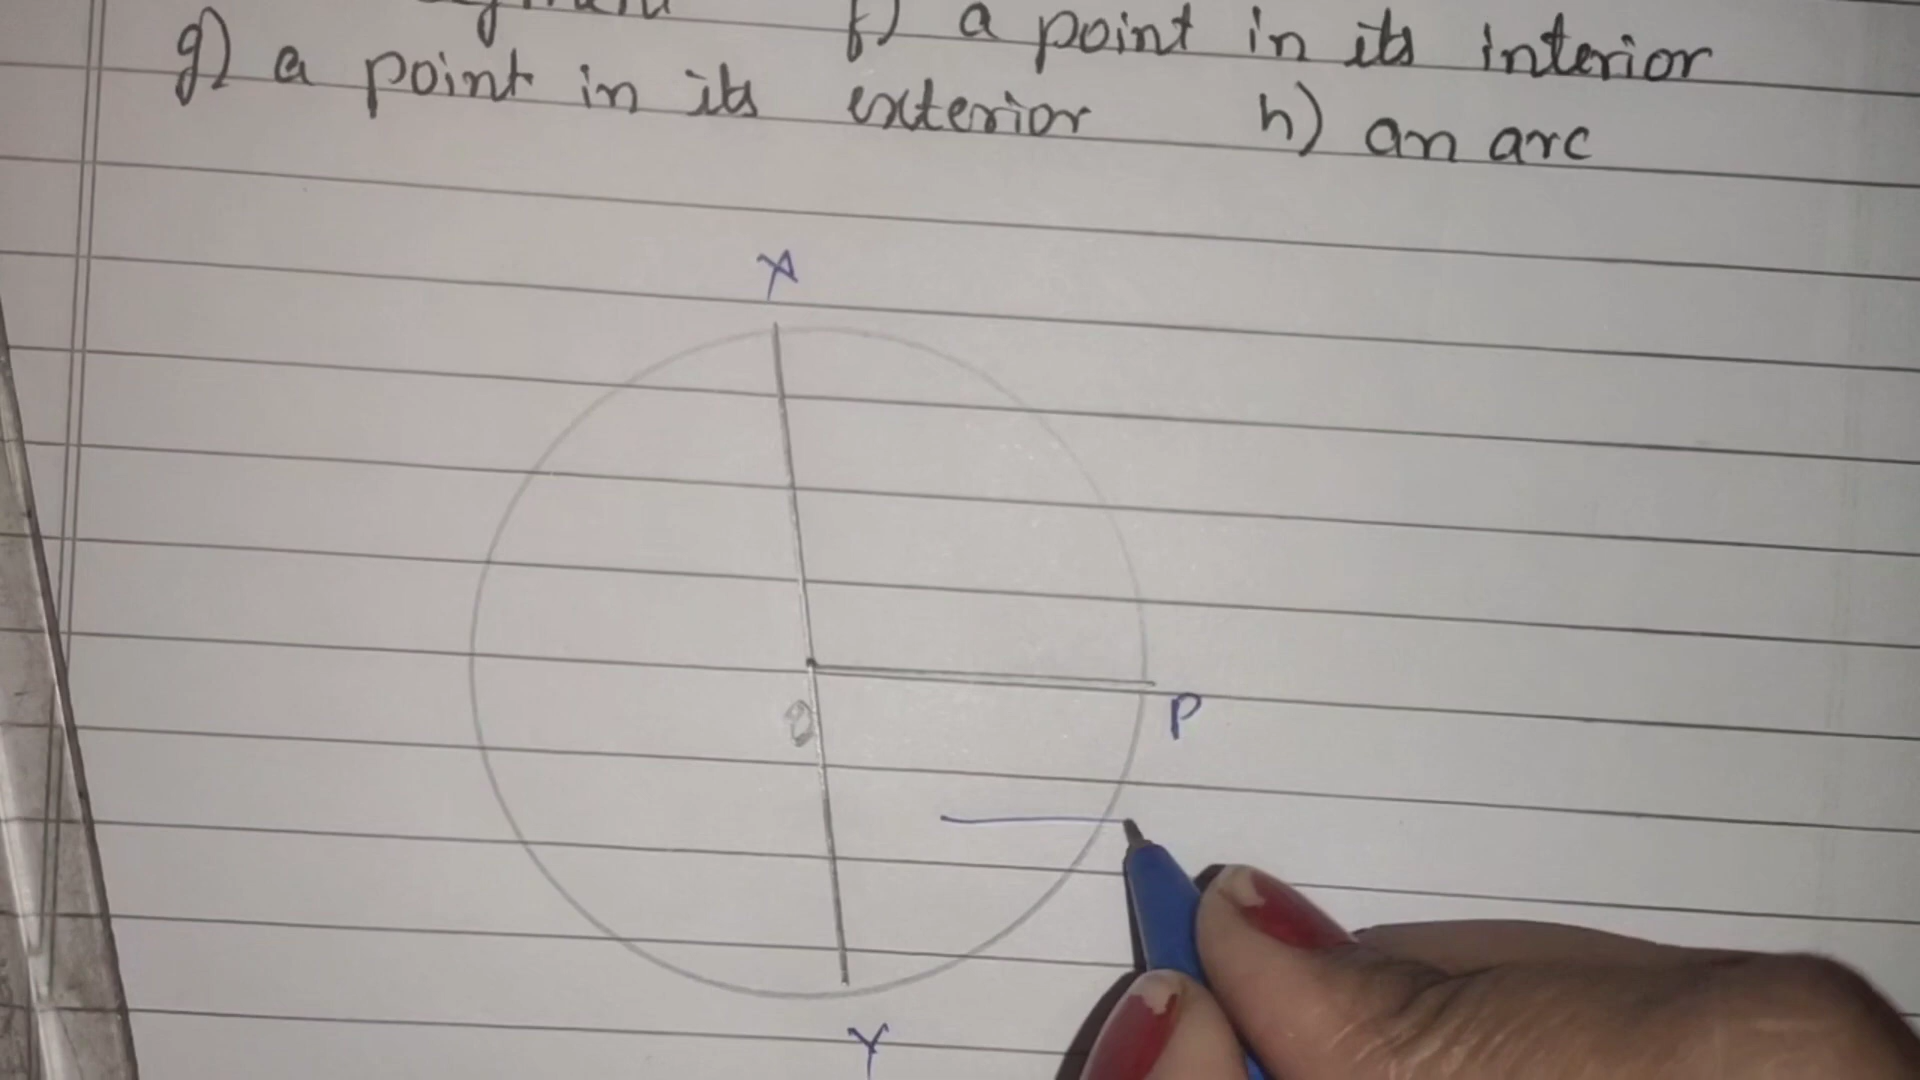 f) a point in its interior
g) a point in its exterior h) an arc
X
O
P
Y